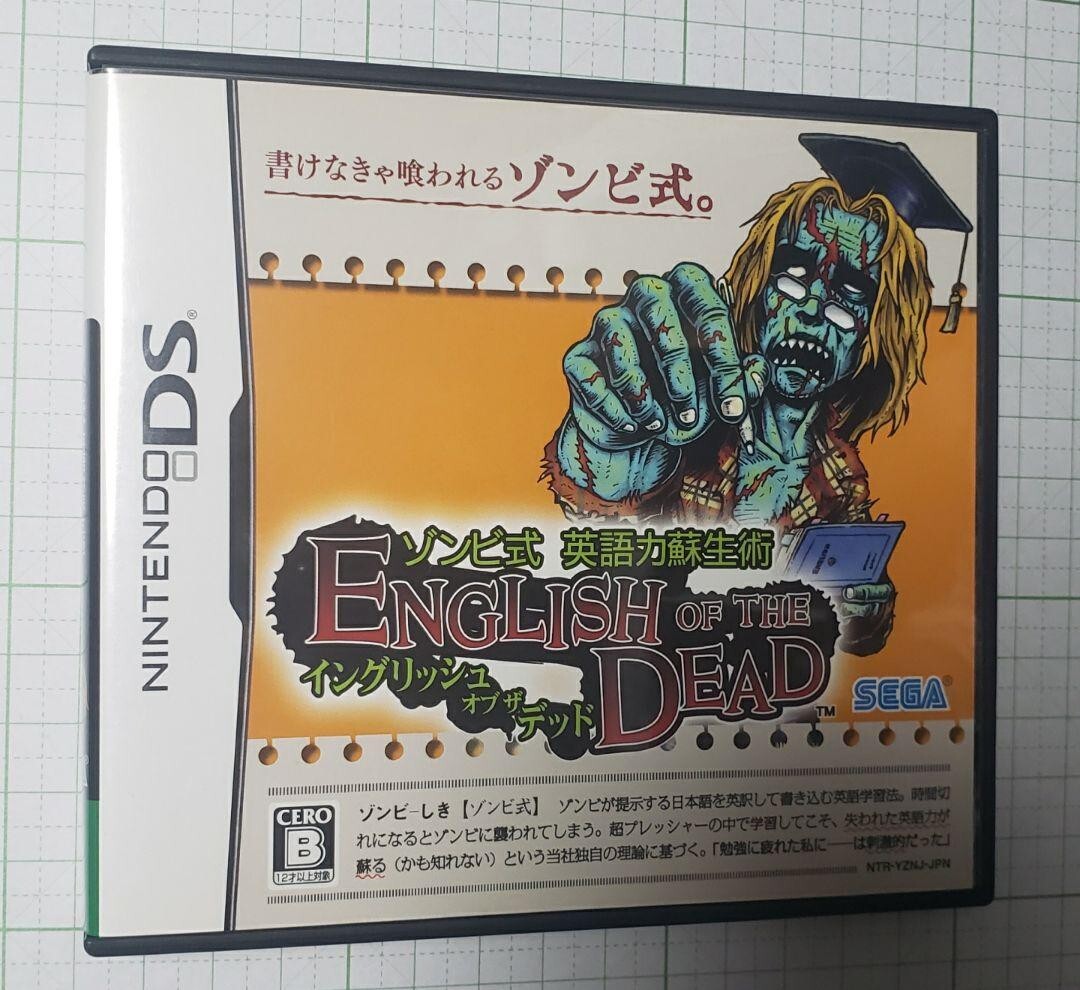 書けなきゃ喰われるゾンビ式。
NINTENDO DS®
ゾンビ式 英語力蘇生術
ENGLISH OF THE
DEAD™
イングリッシュ
オブ ザ
デッド
SEGA®
CERO
B
12才以上対象
ゾンビ−しき【ゾンビ式】 ゾンビが提示する日本語を英訳して書き込む英語学習法。時間切
れになるとゾンビに襲われてしまう。超プレッシャーの中で学習してこそ、失われた英語力が
蘇る（かも知れない）という当社独自の理論に基づく。「勉強に疲れた私に――は刺激的だった」
NTR-YZNJ-JPN